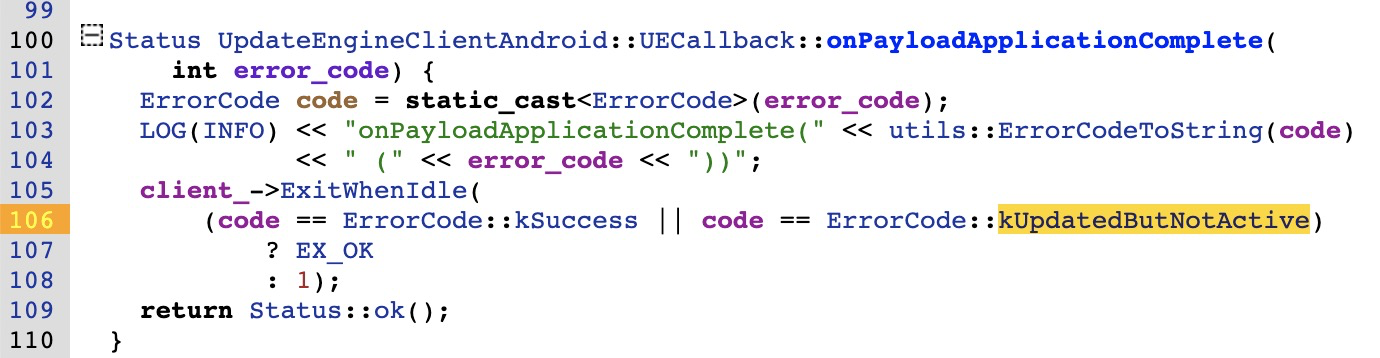 99
100 Status UpdateEngineClientAndroid::UECallback::onPayloadApplicationComplete(
101     int error_code) {
102   ErrorCode code = static_cast<ErrorCode>(error_code);
103   LOG(INFO) << "onPayloadApplicationComplete(" << utils::ErrorCodeToString(code)
104             << " (" << error_code << "))";
105   client_->ExitWhenIdle(
106       (code == ErrorCode::kSuccess || code == ErrorCode::kUpdatedButNotActive)
107           ? EX_OK
108           : 1);
109   return Status::ok();
110 }